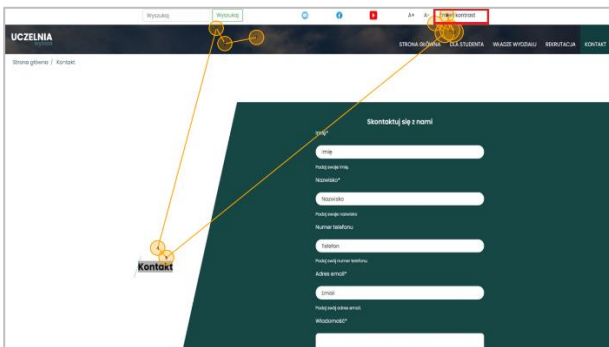 Wyszukaj Wyszukaj A+ A- kontrast
UCZELNIA
STRONA GŁÓWNA DLA STUDENTA WŁADZE WYDZIAŁU REKRUTACJA KONTAKT
Strona główna / Kontakt
Skontaktuj się z nami
Imię*
Imię
Podaj swoje imię
Nazwisko*
Nazwisko
Podaj swoje nazwisko
Numer telefonu
Telefon
Podaj swój numer telefonu
Kontakt
Adres email*
Email
Podaj swój adres email
Wiadomość*